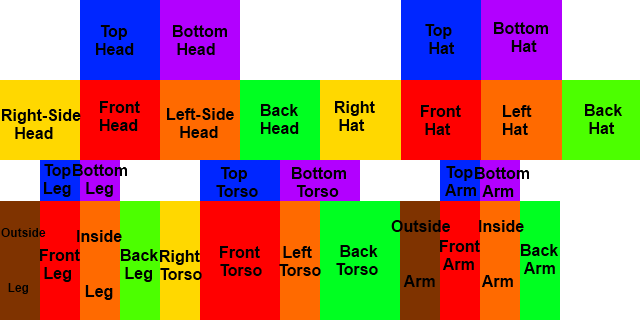 Top
Head
Bottom
Head
Top
Hat
Bottom
Hat
Right-Side
Head
Front
Head
Left-Side
Head
Back
Head
Right
Hat
Front
Hat
Left
Hat
Back
Hat
Top
Leg
Bottom
Leg
Top
Torso
Bottom
Torso
Top
Arm
Bottom
Arm
Outside
Leg
Front
Leg
Inside
Leg
Back
Leg
Right
Torso
Front
Torso
Left
Torso
Back
Torso
Outside
Arm
Front
Arm
Inside
Arm
Back
Arm